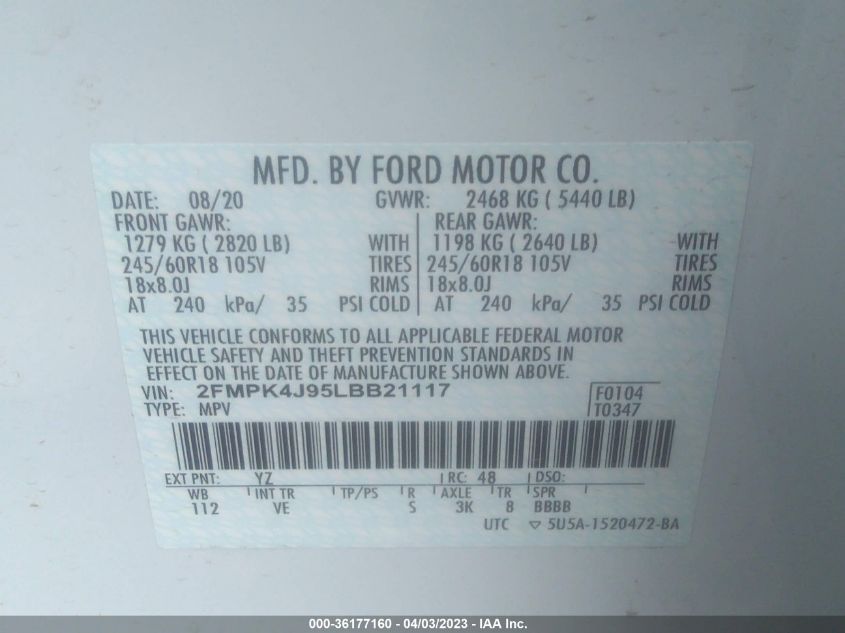 MFD. BY FORD MOTOR CO.
DATE: 08/20 GVWR: 2468 KG ( 5440 LB)
FRONT GAWR: REAR GAWR:
1279 KG ( 2820 LB) WITH 1198 KG ( 2640 LB) WITH
245/60R18 105V TIRES 245/60R18 105V TIRES
18x8.0J RIMS 18x8.0J RIMS
AT 240 kPa/ 35 PSI COLD AT 240 kPa/ 35 PSI COLD
THIS VEHICLE CONFORMS TO ALL APPLICABLE FEDERAL MOTOR
VEHICLE SAFETY AND THEFT PREVENTION STANDARDS IN
EFFECT ON THE DATE OF MANUFACTURE SHOWN ABOVE.
VIN: 2FMPK4J95LBB21117 F0104
TYPE: MPV T0347
EXT PNT: YZ RC: 48 DSO:
WB INT TR TP/PS R AXLE TR SPR
112 VE S 3K 8 BBBB
UTC ▽ 5U5A-1520472-BA
000-36177160 - 04/03/2023 - IAA Inc.